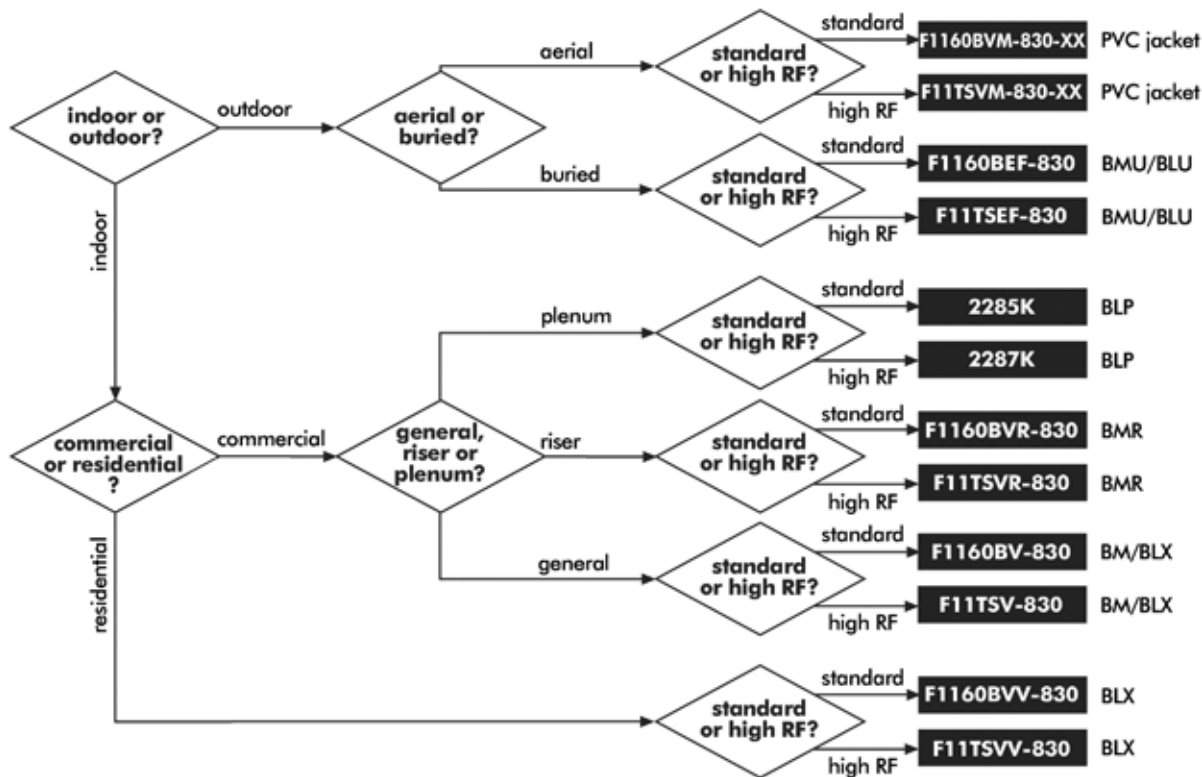 aerial
standard
or high RF?
standard
F1160BVM-830-XX
PVC jacket
high RF
F11TSVM-830-XX
PVC jacket
indoor or
outdoor?
outdoor
aerial or
buried?
buried
standard
or high RF?
standard
F1160BEF-830
BMU/BLU
high RF
F11TSEF-830
BMU/BLU
indoor
plenum
standard
or high RF?
standard
2285K
BLP
high RF
2287K
BLP
commercial
or residential
?
commercial
general,
riser or
plenum?
riser
standard
or high RF?
standard
F1160BVR-830
BMR
high RF
F11TSVR-830
BMR
general
standard
or high RF?
standard
F1160BV-830
BM/BLX
high RF
F11TSV-830
BM/BLX
residential
standard
or high RF?
standard
F1160BVV-830
BLX
high RF
F11TSVV-830
BLX